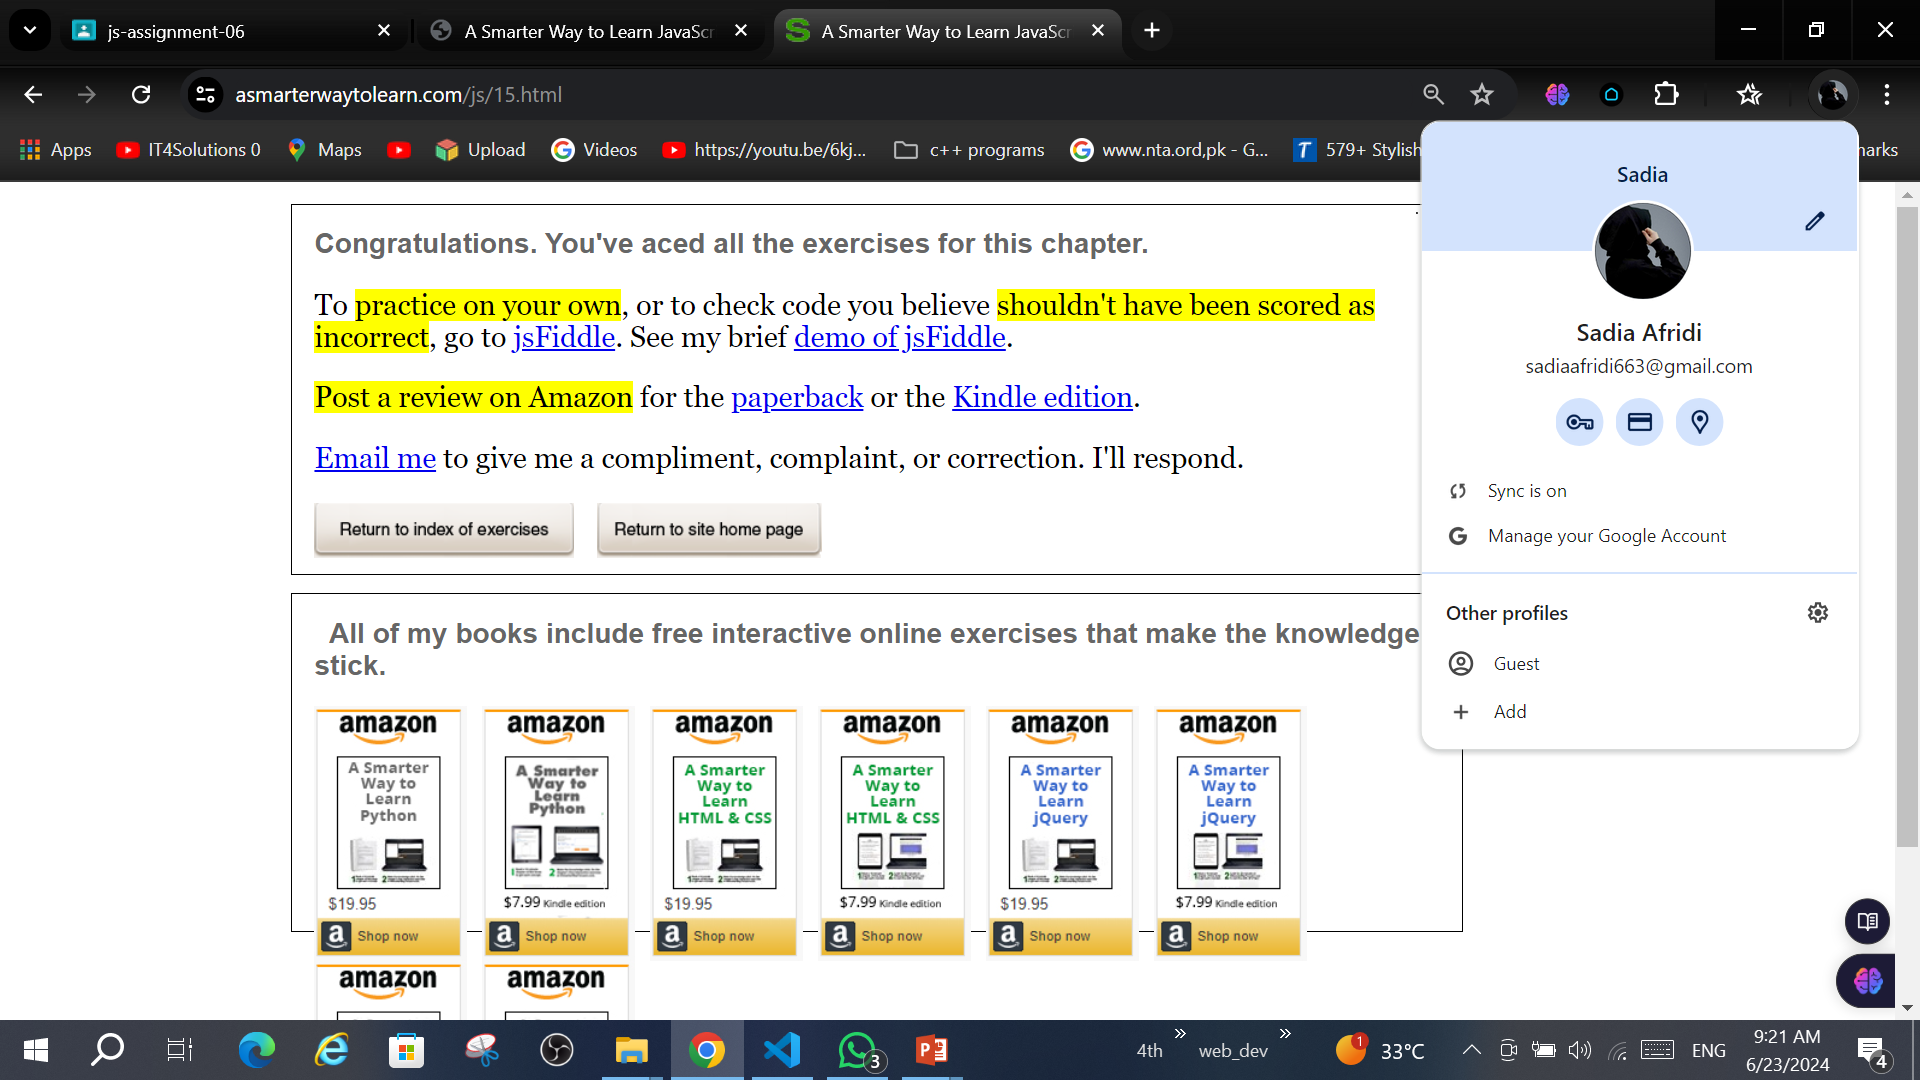 js-assignment-06
A Smarter Way to Learn JavaScr
A Smarter Way to Learn JavaScr
asmarterwaytolearn.com/js/15.html
Apps
IT4Solutions 0
Maps
Upload
Videos
https://youtu.be/6kj...
c++ programs
www.nta.ord,pk - G...
579+ Stylish
narks
Congratulations. You've aced all the exercises for this chapter.
To practice on your own, or to check code you believe shouldn't have been scored as
incorrect, go to jsFiddle. See my brief demo of jsFiddle.
Post a review on Amazon for the paperback or the Kindle edition.
Email me to give me a compliment, complaint, or correction. I'll respond.
Return to index of exercises
Return to site home page
All of my books include free interactive online exercises that make the knowledge
stick.
amazon
A Smarter
Way to
Learn
Python
$19.95
a Shop now
amazon
A Smarter
Way to
Learn
Python
$7.99 Kindle edition
a Shop now
amazon
A Smarter
Way to
Learn
HTML & CSS
$19.95
a Shop now
amazon
A Smarter
Way to
Learn
HTML & CSS
$7.99 Kindle edition
a Shop now
amazon
A Smarter
Way to
Learn
jQuery
$19.95
a Shop now
amazon
A Smarter
Way to
Learn
jQuery
$7.99 Kindle edition
a Shop now
amazon
amazon
Sadia
Sadia Afridi
sadiaafridi663@gmail.com
Sync is on
Manage your Google Account
Other profiles
Guest
Add
3
4th
web_dev
1
33°C
ENG
9:21 AM
6/23/2024
4